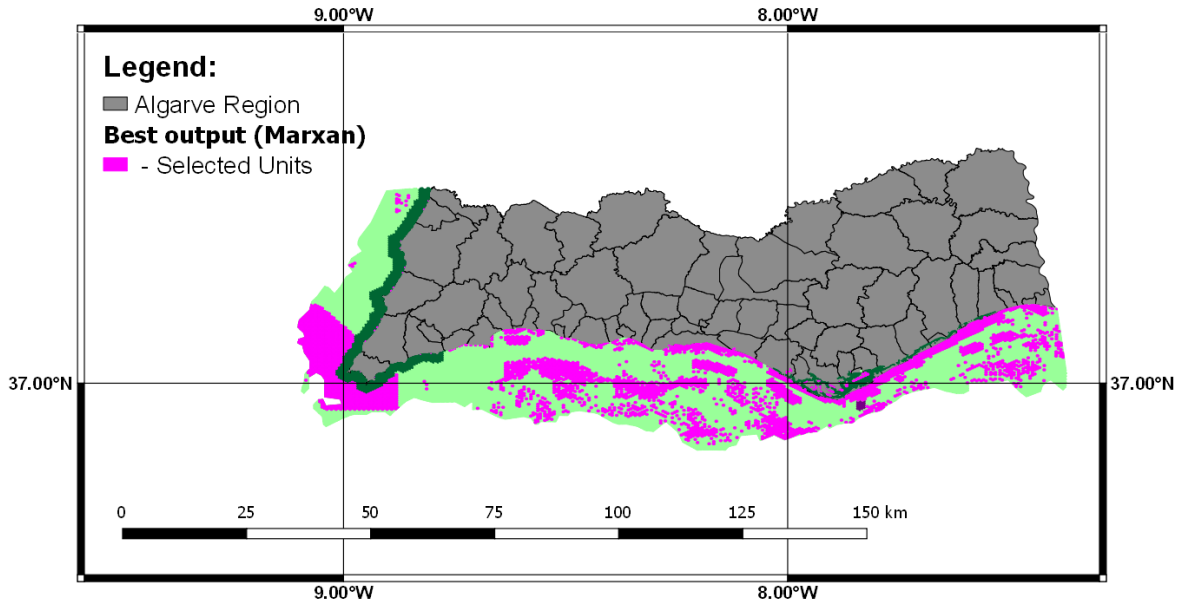 9.00°W 8.00°W
Legend:
Algarve Region
Best output (Marxan)
- Selected Units
37.00°N 37.00°N
0 25 50 75 100 125 150 km
9.00°W 8.00°W